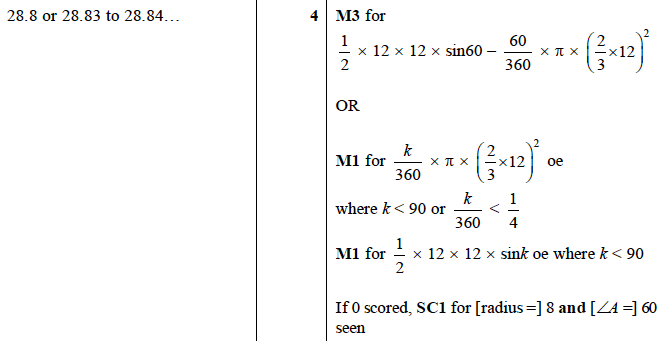 28.8 or 28.83 to 28.84… 4 M3 for
1/2 × 12 × 12 × sin60 – 60/360 × π × (2/3 × 12)²
OR
M1 for k/360 × π × (2/3 × 12)² oe
where k < 90 or k/360 < 1/4
M1 for 1/2 × 12 × 12 × sink oe where k < 90
If 0 scored, SC1 for [radius =] 8 and [∠A =] 60
seen